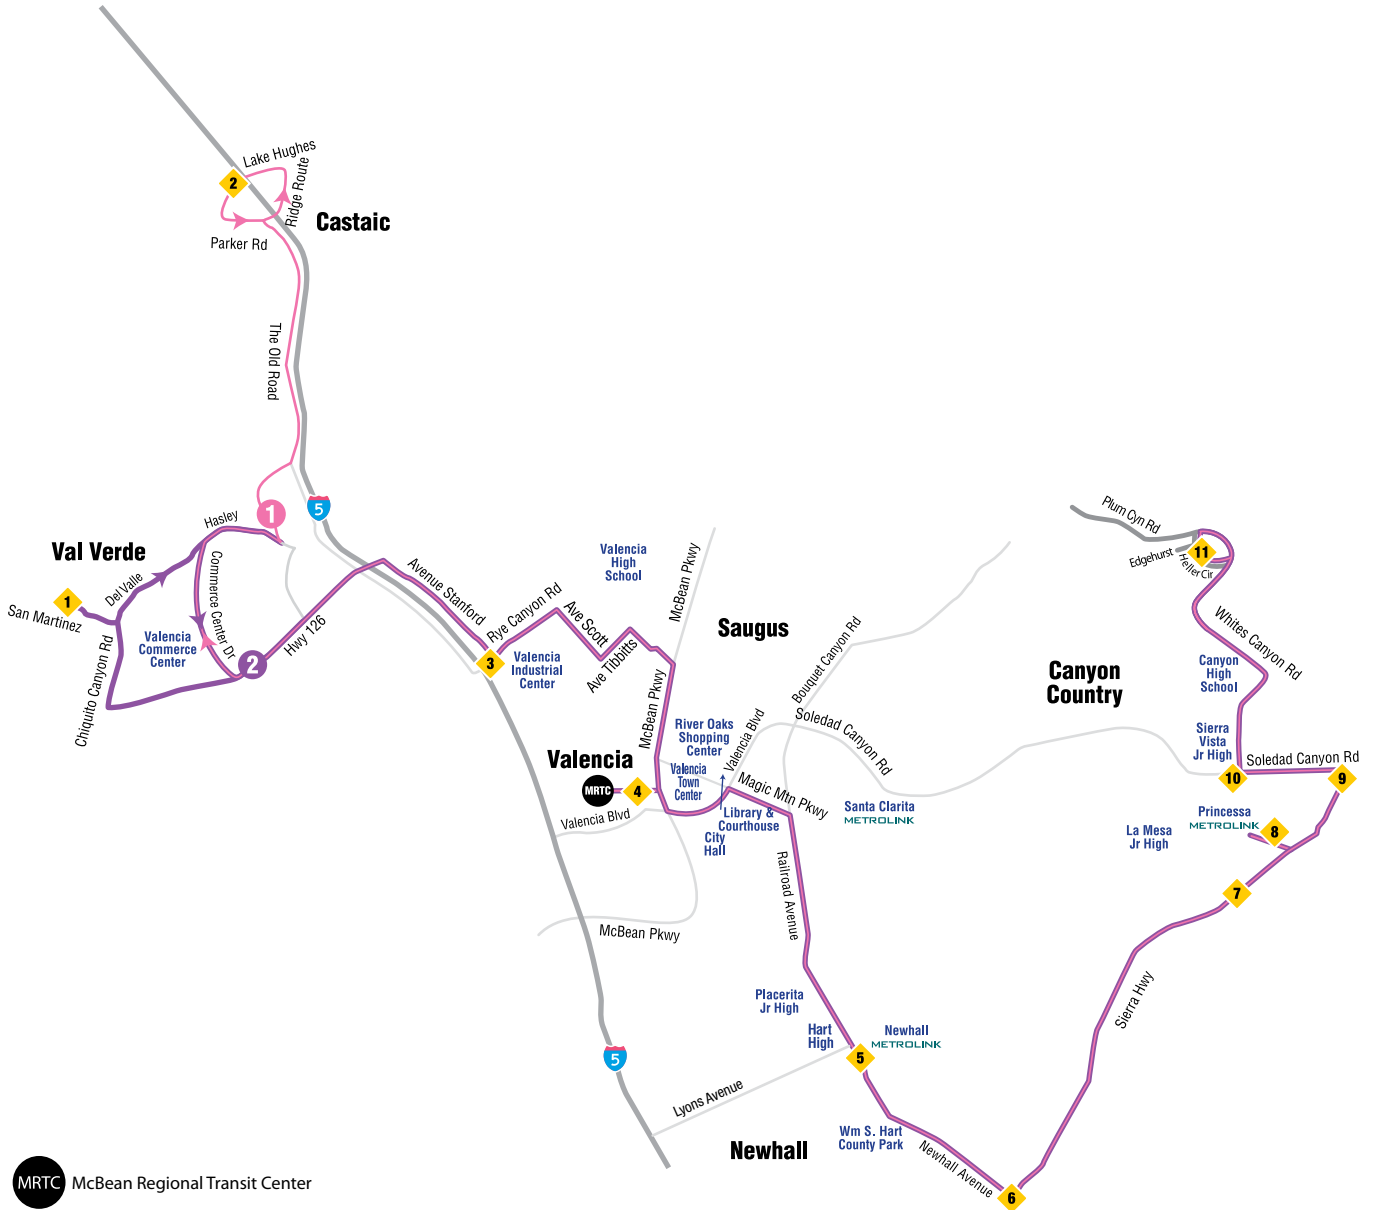 Lake Hughes
2
Ridge Route
Castaic
Parker Rd
The Old Road
1
5
Hasley
Val Verde
Del Valle
1
San Martinez
Commerce Center Dr
Valencia
Commerce
Center
Chiquito Canyon Rd
2
Hwy 126
Avenue Stanford
3
Rye Canyon Rd
Valencia
Industrial
Center
Ave Scott
Ave Tibbitts
Valencia
High
School
McBean Pkwy
Saugus
McBean Pkwy
River Oaks
Shopping
Center
Valencia Blvd
Bouquet Canyon Rd
Soledad Canyon Rd
Valencia
MRTC
4
Valencia
Town
Center
Valencia Blvd
Magic Mtn Pkwy
Library &
Courthouse
City
Hall
Santa Clarita
METROLINK
Railroad Avenue
McBean Pkwy
Placerita
Jr High
Hart
High
Newhall
METROLINK
5
5
Lyons Avenue
Wm S. Hart
County Park
Newhall
Newhall Avenue
6
Sierra Hwy
7
8
Princessa
METROLINK
La Mesa
Jr High
9
10
Soledad Canyon Rd
Sierra
Vista
Jr High
Canyon
High
School
Canyon
Country
Whites Canyon Rd
Plum Cyn Rd
Edgehurst
11
Heller Cir
MRTC
McBean Regional Transit Center